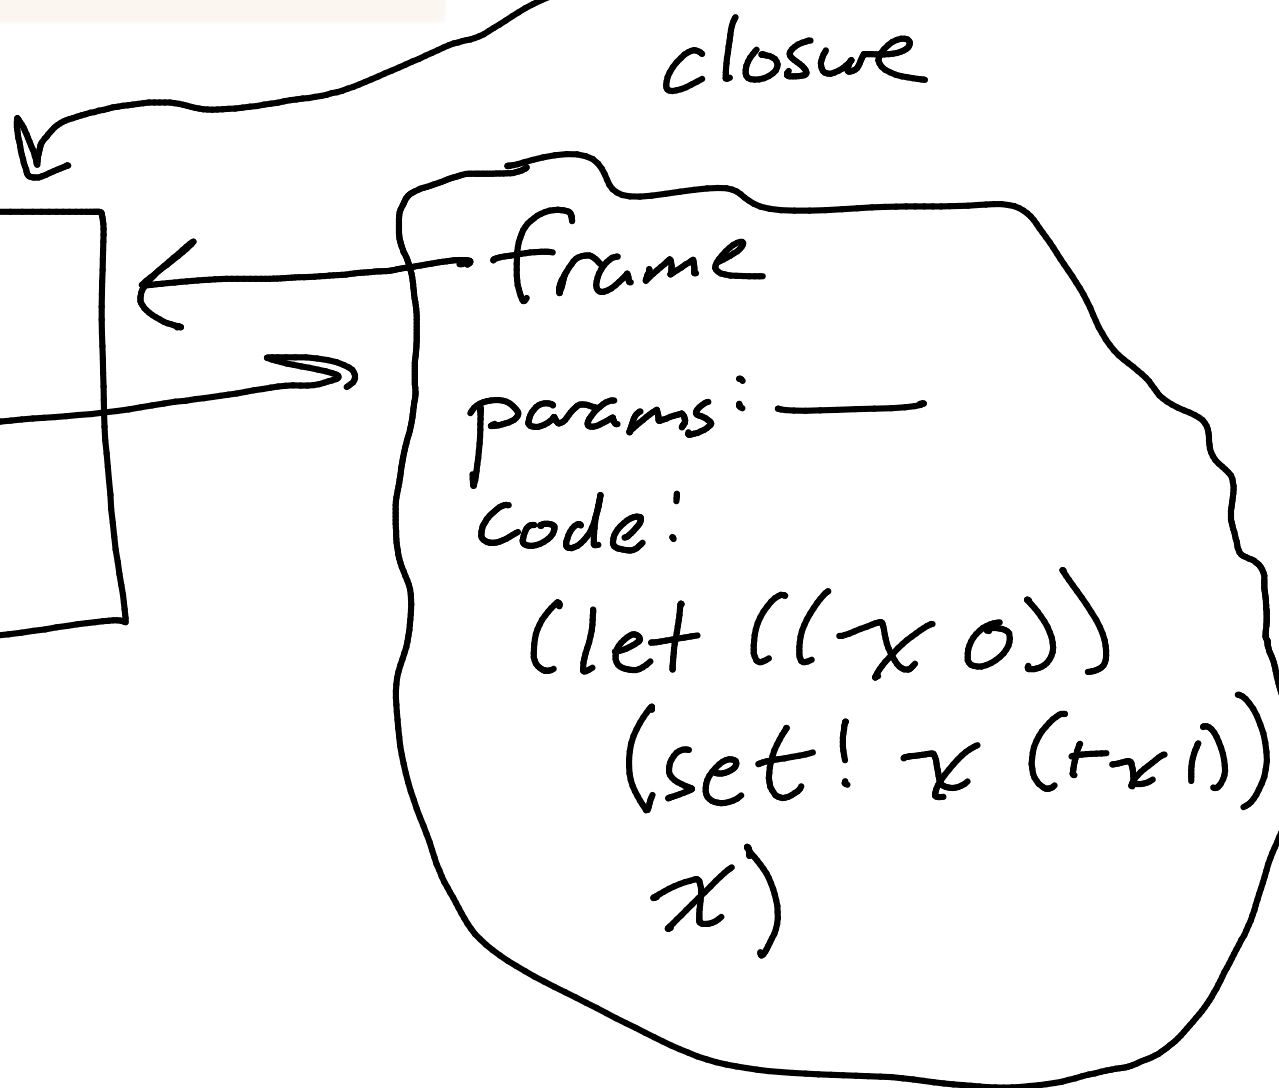 closure
frame
params: —
code:
(let ((x 0))
(set! x (+ x 1))
x)